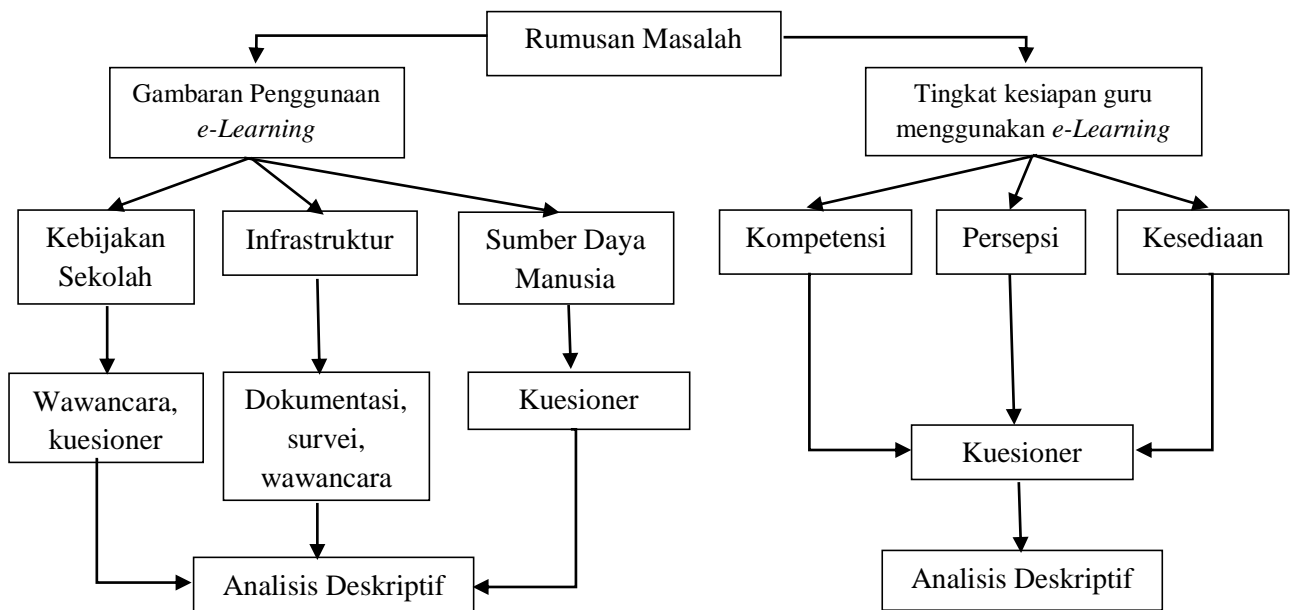 Rumusan Masalah
Gambaran Penggunaan
e-Learning
Tingkat kesiapan guru
menggunakan e-Learning
Kebijakan
Sekolah
Infrastruktur
Sumber Daya
Manusia
Kompetensi
Persepsi
Kesediaan
Wawancara,
kuesioner
Dokumentasi,
survei,
wawancara
Kuesioner
Kuesioner
Analisis Deskriptif
Analisis Deskriptif